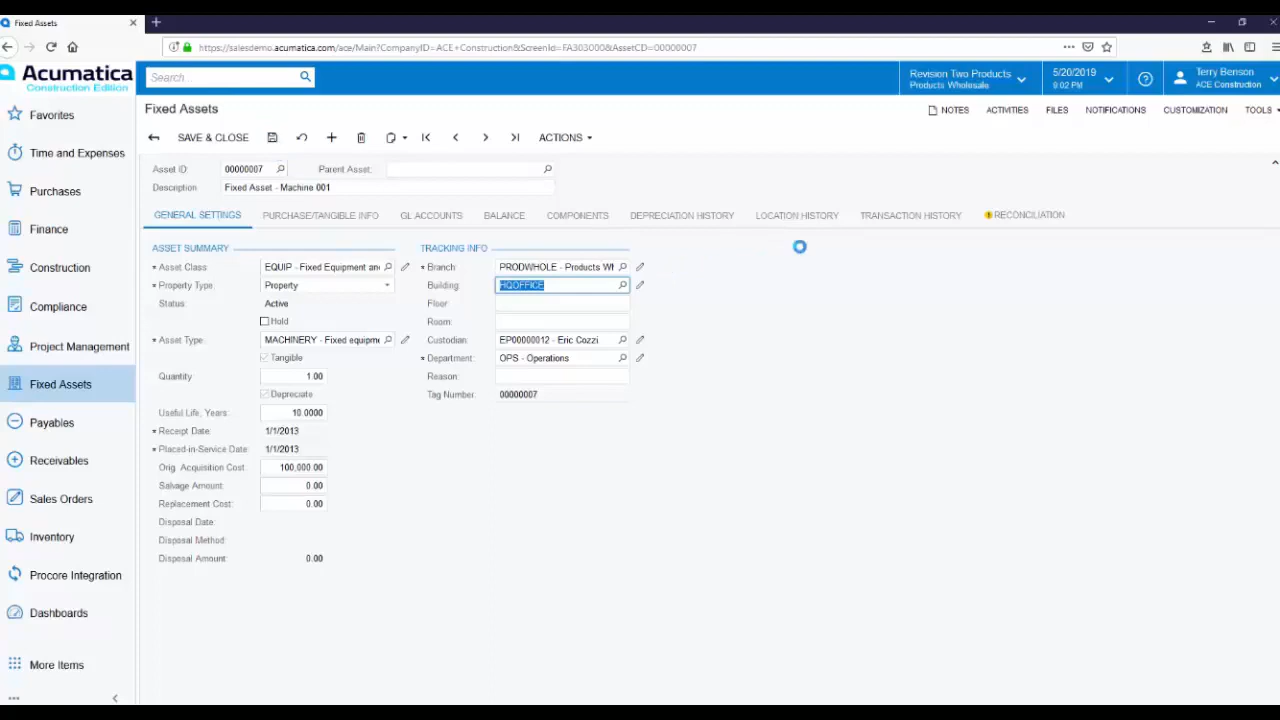 Fixed Assets
https://salesdemo.acumatica.com/ace/Main?CompanyID=ACE+Construction&ScreenId=FA303000&AssetCD=00000007
Acumatica
Construction Edition
Search...
Revision Two Products
Products Wholesale
5/20/2019
9:02 PM
Terry Benson
ACE Construction
Favorites
Time and Expenses
Purchases
Finance
Construction
Compliance
Project Management
Fixed Assets
Payables
Receivables
Sales Orders
Inventory
Procore Integration
Dashboards
More Items
Fixed Assets
NOTES ACTIVITIES FILES NOTIFICATIONS CUSTOMIZATION TOOLS
SAVE & CLOSE ACTIONS
Asset ID: 00000007 Parent Asset:
Description: Fixed Asset - Machine 001
GENERAL SETTINGS PURCHASE/TANGIBLE INFO GL ACCOUNTS BALANCE COMPONENTS DEPRECIATION HISTORY LOCATION HISTORY TRANSACTION HISTORY RECONCILIATION
ASSET SUMMARY
* Asset Class: EQUIP - Fixed Equipment an
* Property Type: Property
Status: Active
Hold
* Asset Type: MACHINERY - Fixed equipme
Tangible
Quantity: 1.00
Depreciate
Useful Life, Years: 10.0000
* Receipt Date: 1/1/2013
* Placed-in-Service Date: 1/1/2013
Orig. Acquisition Cost: 100,000.00
Salvage Amount: 0.00
Replacement Cost: 0.00
Disposal Date:
Disposal Method:
Disposal Amount: 0.00
TRACKING INFO
* Branch: PRODWHOLE - Products Wh
Building: HQOFFICE
Floor:
Room:
Custodian: EP00000012 - Eric Cozzi
* Department: OPS - Operations
Reason:
Tag Number: 00000007